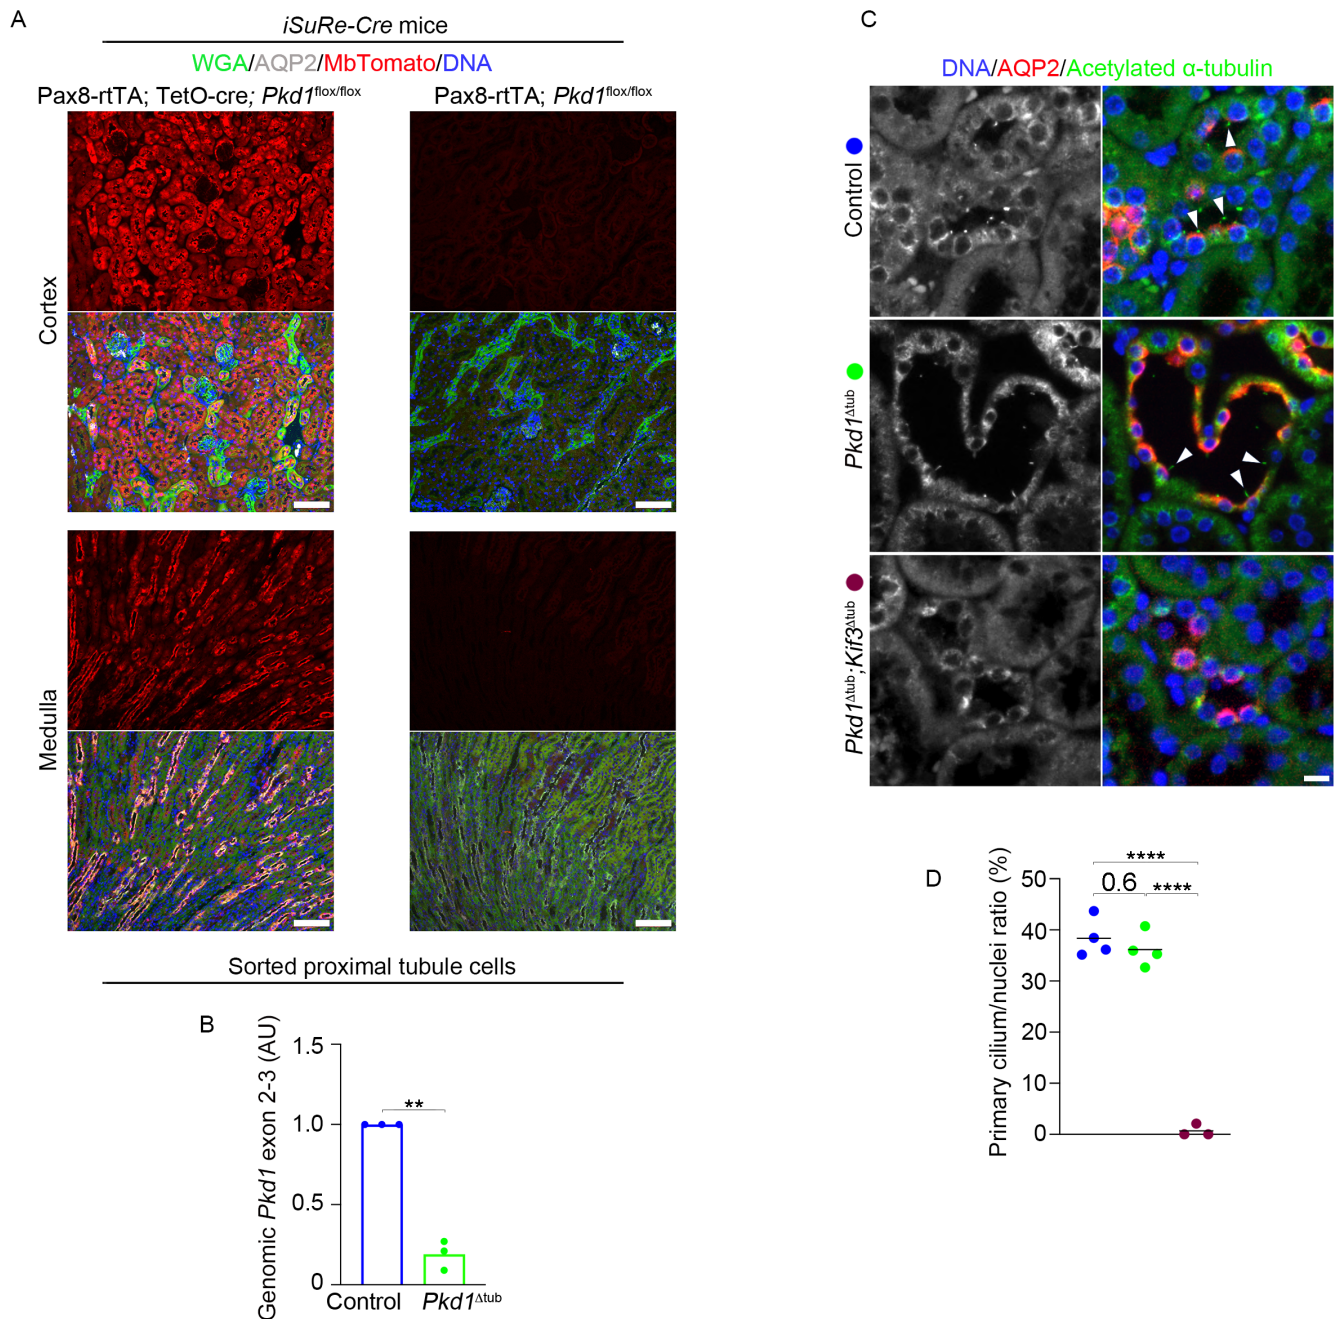 A
iSuRe-Cre mice
WGA/AQP2/MbTomato/DNA
Pax8-rtTA; TetO-cre; Pkd1flox/flox
Pax8-rtTA; Pkd1flox/flox
Cortex
Medulla
Sorted proximal tubule cells
B
Genomic Pkd1 exon 2-3 (AU)
1.5
1.0
0.5
0
**
Control
Pkd1Δtub
C
DNA/AQP2/Acetylated α-tubulin
Control
Pkd1Δtub
Pkd1Δtub;Kif3Δtub
D
Primary cilium/nuclei ratio (%)
50
40
30
20
10
0
****
0.6
****